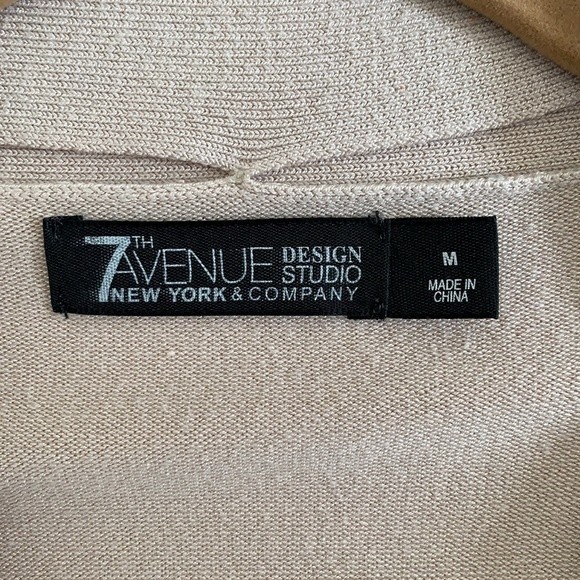 7TH AVENUE DESIGN STUDIO
NEW YORK & COMPANY
M
MADE IN
CHINA